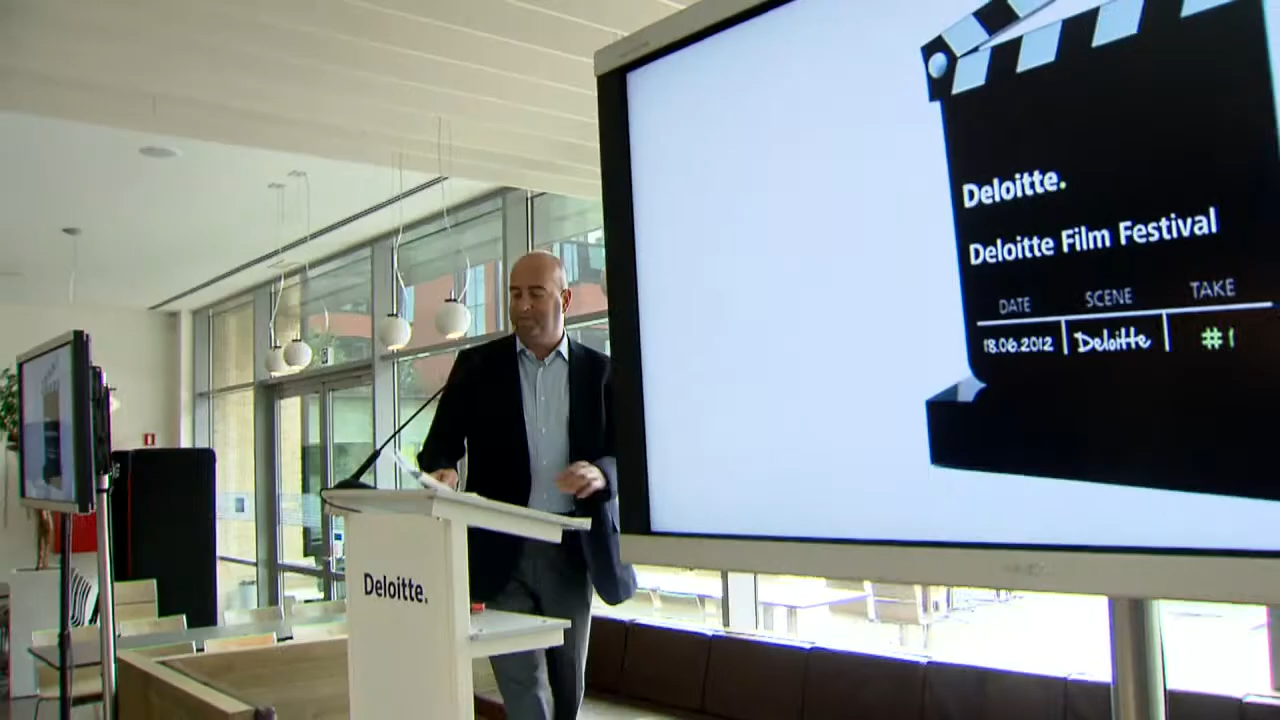 Deloitte.
Deloitte Film Festival
DATE SCENE TAKE
18.06.2012 Deloitte #1
Deloitte.